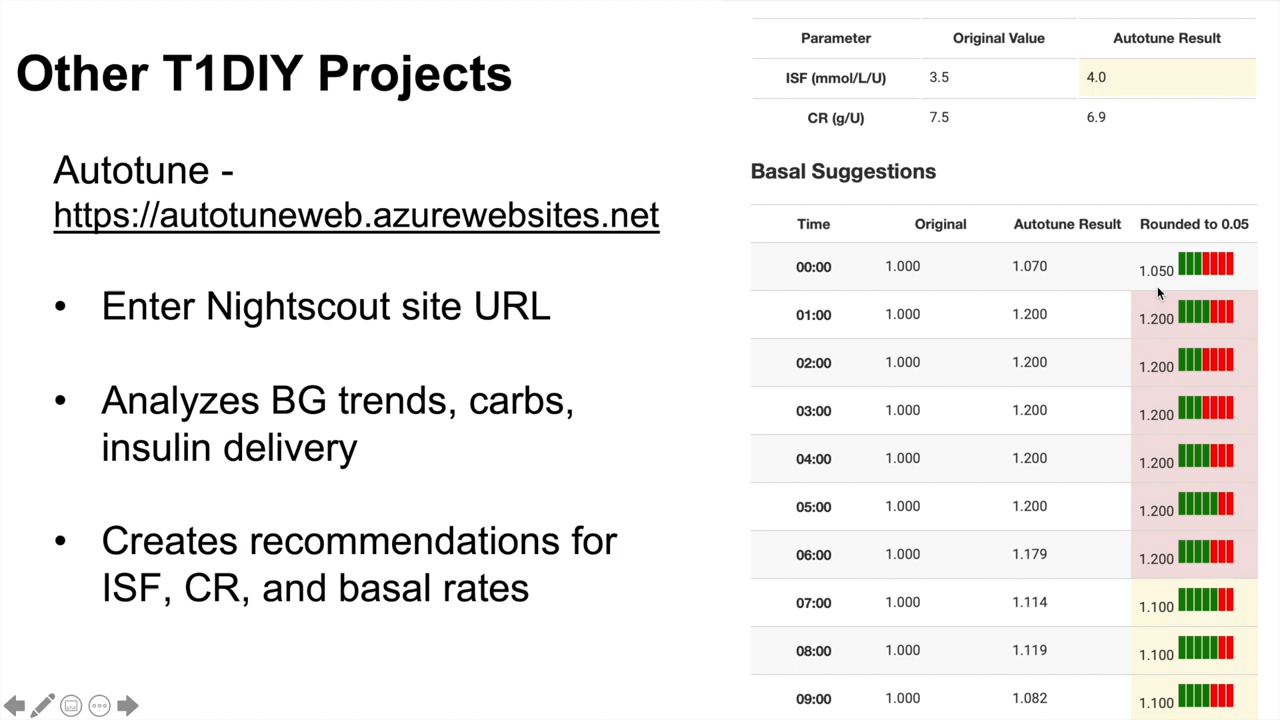 Other T1DIY Projects
Autotune -
https://autotuneweb.azurewebsites.net
• Enter Nightscout site URL
• Analyzes BG trends, carbs,
insulin delivery
• Creates recommendations for
ISF, CR, and basal rates
Parameter Original Value Autotune Result
ISF (mmol/L/U) 3.5 4.0
CR (g/U) 7.5 6.9
Basal Suggestions
Time Original Autotune Result Rounded to 0.05
00:00 1.000 1.070 1.050
01:00 1.000 1.200 1.200
02:00 1.000 1.200 1.200
03:00 1.000 1.200 1.200
04:00 1.000 1.200 1.200
05:00 1.000 1.200 1.200
06:00 1.000 1.179 1.200
07:00 1.000 1.114 1.100
08:00 1.000 1.119 1.100
09:00 1.000 1.082 1.100